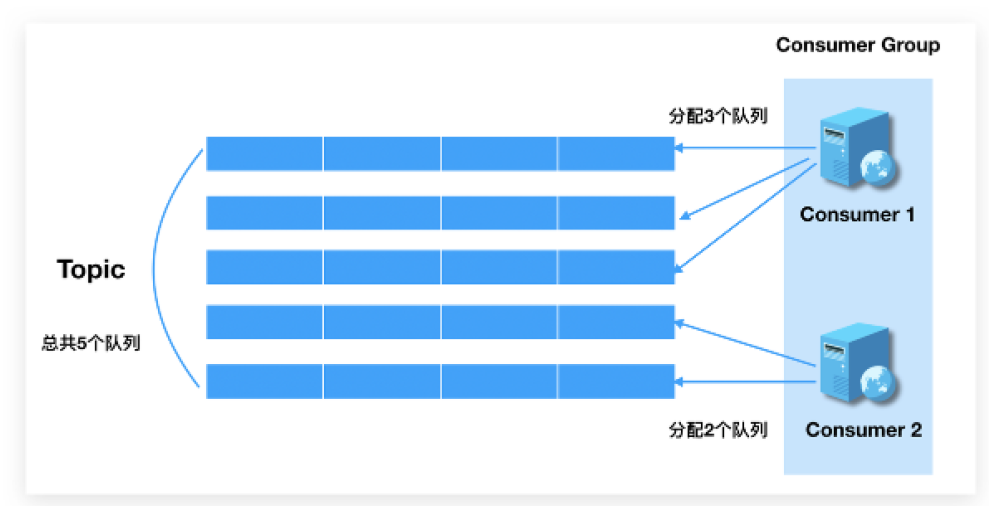 Consumer Group
分配3个队列
Consumer 1
Topic
总共5个队列
分配2个队列
Consumer 2